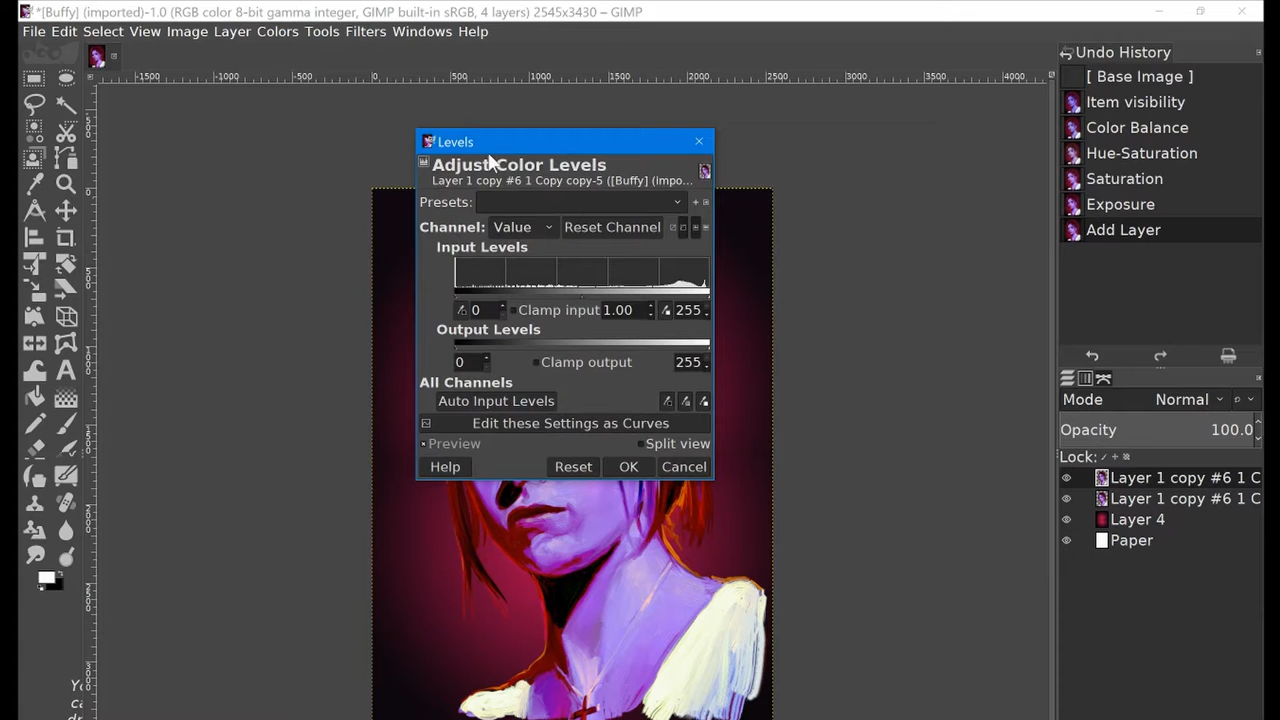 *[Buffy] (imported)-1.0 (RGB color 8-bit gamma integer, GIMP built-in sRGB, 4 layers) 2545x3430 – GIMP
File Edit Select View Image Layer Colors Tools Filters Windows Help
Undo History
-1500 -1000 -500 0 500 1000 1500 2000 2500 3000 3500 4000
[ Base Image ]
Item visibility
Color Balance
Hue-Saturation
Saturation
Exposure
Add Layer
Levels
Adjust Color Levels
Layer 1 copy #6 1 Copy copy-5 ([Buffy] (impo...
Presets:
Channel: Value Reset Channel
Input Levels
0 Clamp input 1.00 255
Output Levels
0 Clamp output 255
All Channels
Auto Input Levels
Edit these Settings as Curves
Preview Split view
Help Reset OK Cancel
Mode Normal
Opacity 100.0
Lock:
Layer 1 copy #6 1 C
Layer 1 copy #6 1 C
Layer 4
Paper